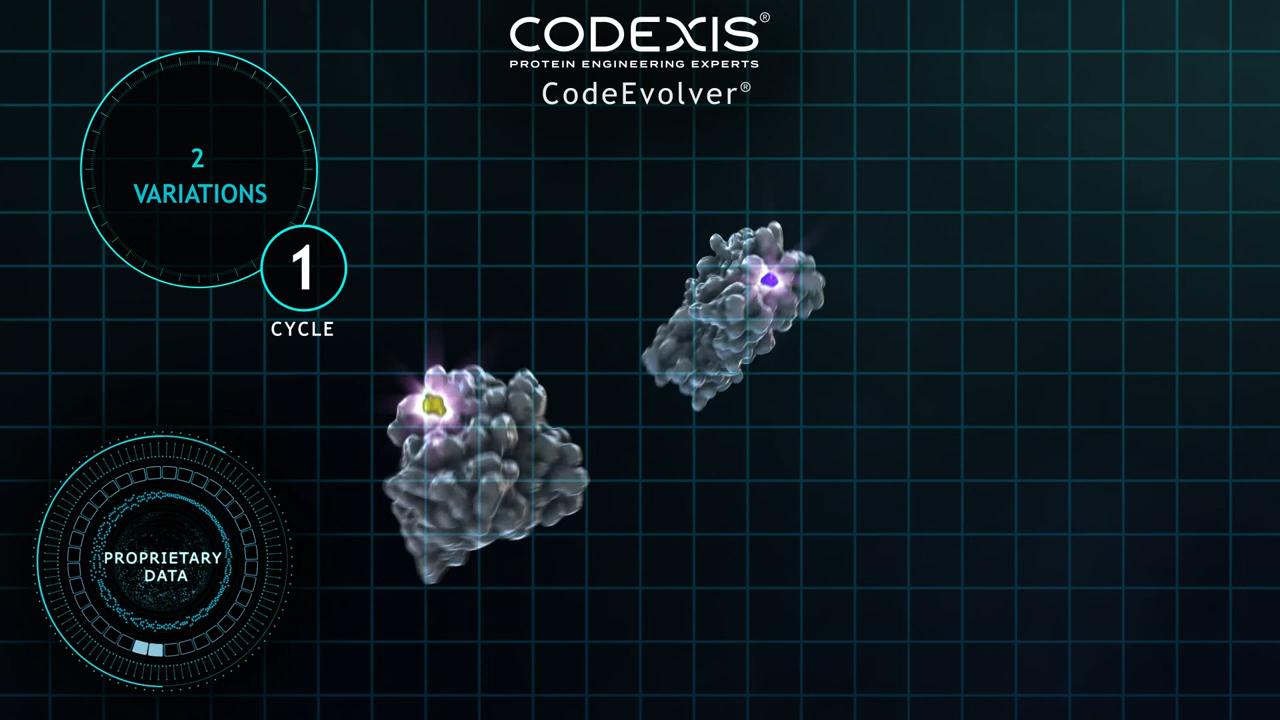 CODEXIS®
PROTEIN ENGINEERING EXPERTS
CodeEvolver®
2
VARIATIONS
1
CYCLE
PROPRIETARY
DATA